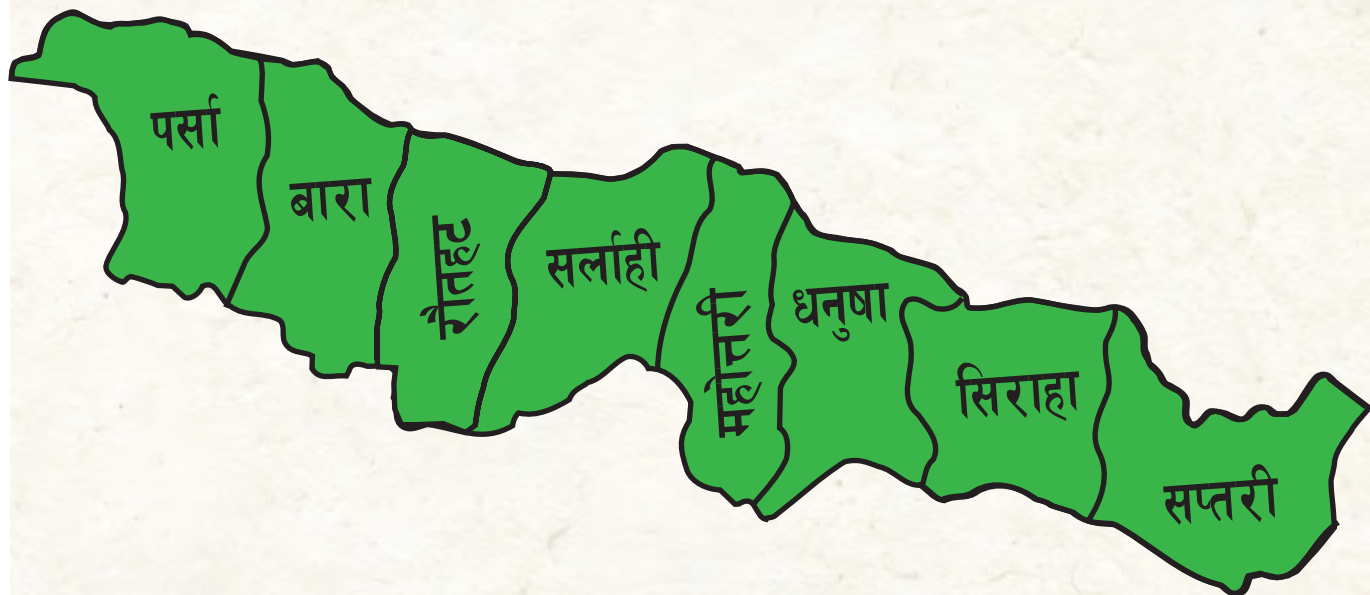 पर्सा
बारा
रौतहट
सर्लाही
महोत्तरी
धनुषा
सिराहा
सप्तरी